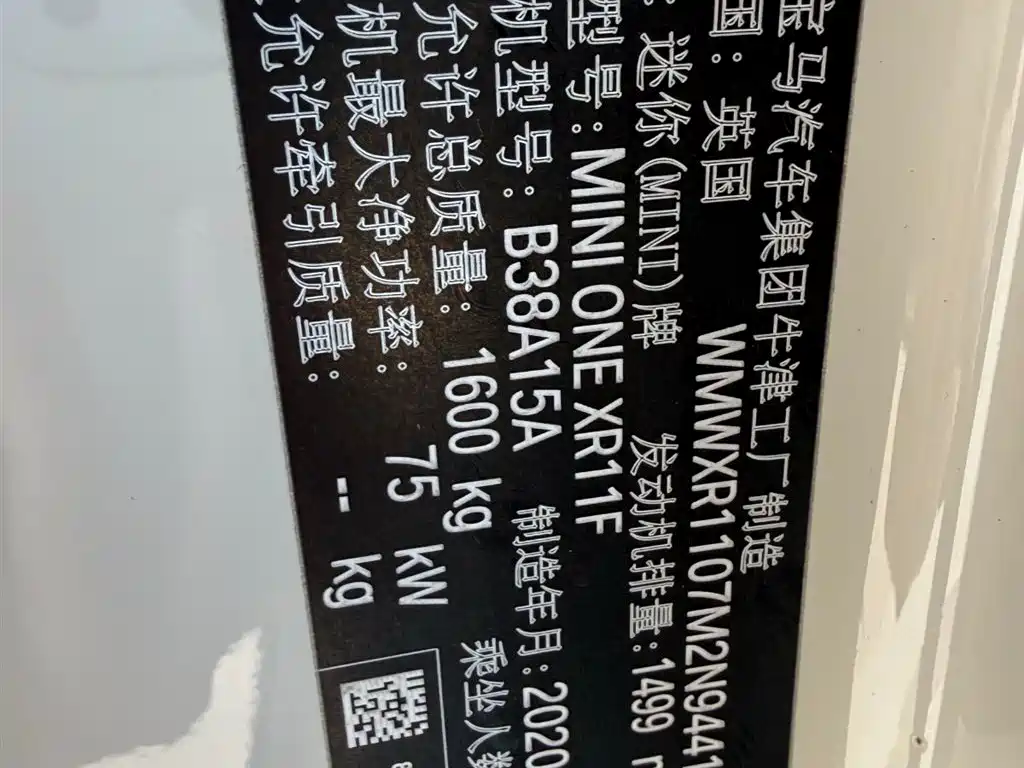 宝马汽车集团牛津工厂制造
国: 英国 WMWXR1107M2N9441
: 迷你(MINI)牌 发动机排量:1499
型号: MINI ONE XR11F
机型号: B38A15A 制造年月:2020
允许总质量: 1600 kg 乘坐人数
机最大净功率: 75 kW
允许牵引质量: -- kg
8